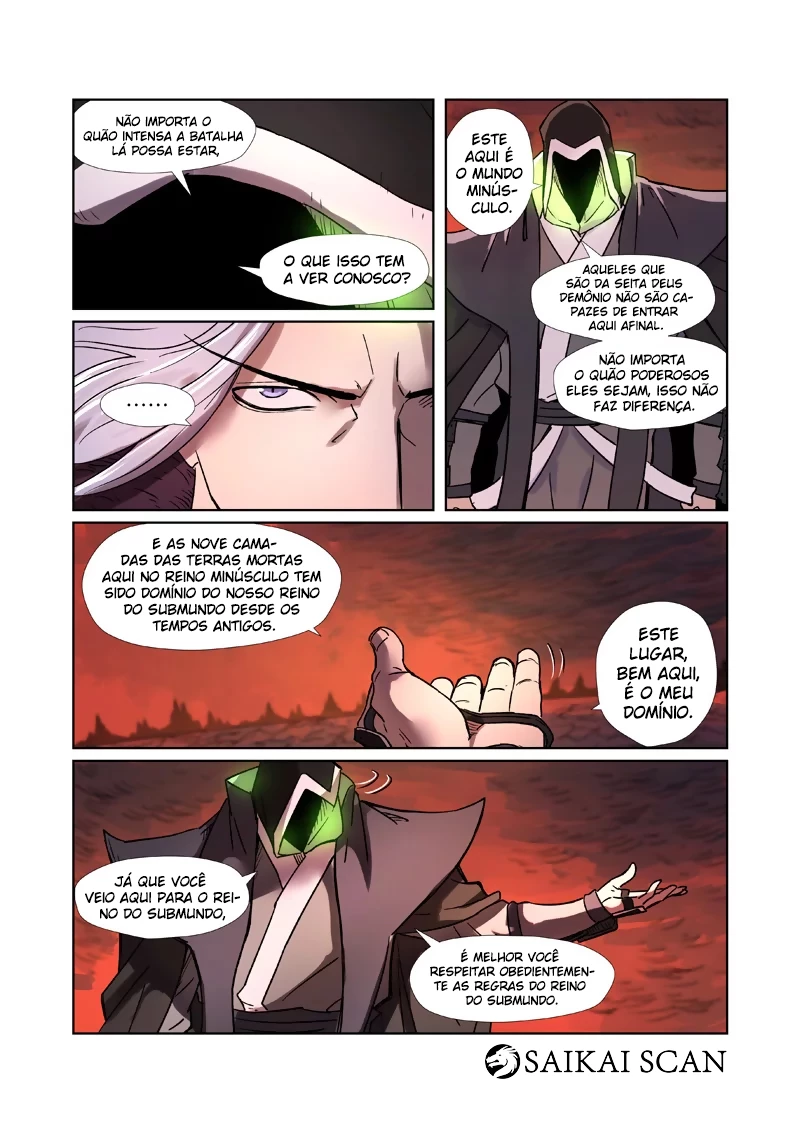 NÃO IMPORTA O
QUÃO INTENSA A BATALHA
LÁ POSSA ESTAR,
O QUE ISSO TEM
A VER CONOSCO?
ESTE
AQUI É
O MUNDO
MINÚS-
CULO.
AQUELES QUE
SÃO DA SEITA DEUS
DEMÔNIO NÃO SÃO CA-
PAZES DE ENTRAR
AQUI AFINAL.
NÃO IMPORTA
O QUÃO PODEROSOS
ELES SEJAM, ISSO NÃO
FAZ DIFERENÇA.
......
E AS NOVE CAMA-
DAS DAS TERRAS MORTAS
AQUI NO REINO MINÚSCULO TEM
SIDO DOMÍNIO DO NOSSO REINO
DO SUBMUNDO DESDE OS
TEMPOS ANTIGOS.
ESTE
LUGAR,
BEM AQUI,
É O MEU
DOMÍNIO.
JÁ QUE VOCÊ
VEIO AQUI PARA O REI-
NO DO SUBMUNDO,
É MELHOR VOCÊ
RESPEITAR OBEDIENTEMEN-
TE AS REGRAS DO REINO
DO SUBMUNDO.
SAIKAI SCAN